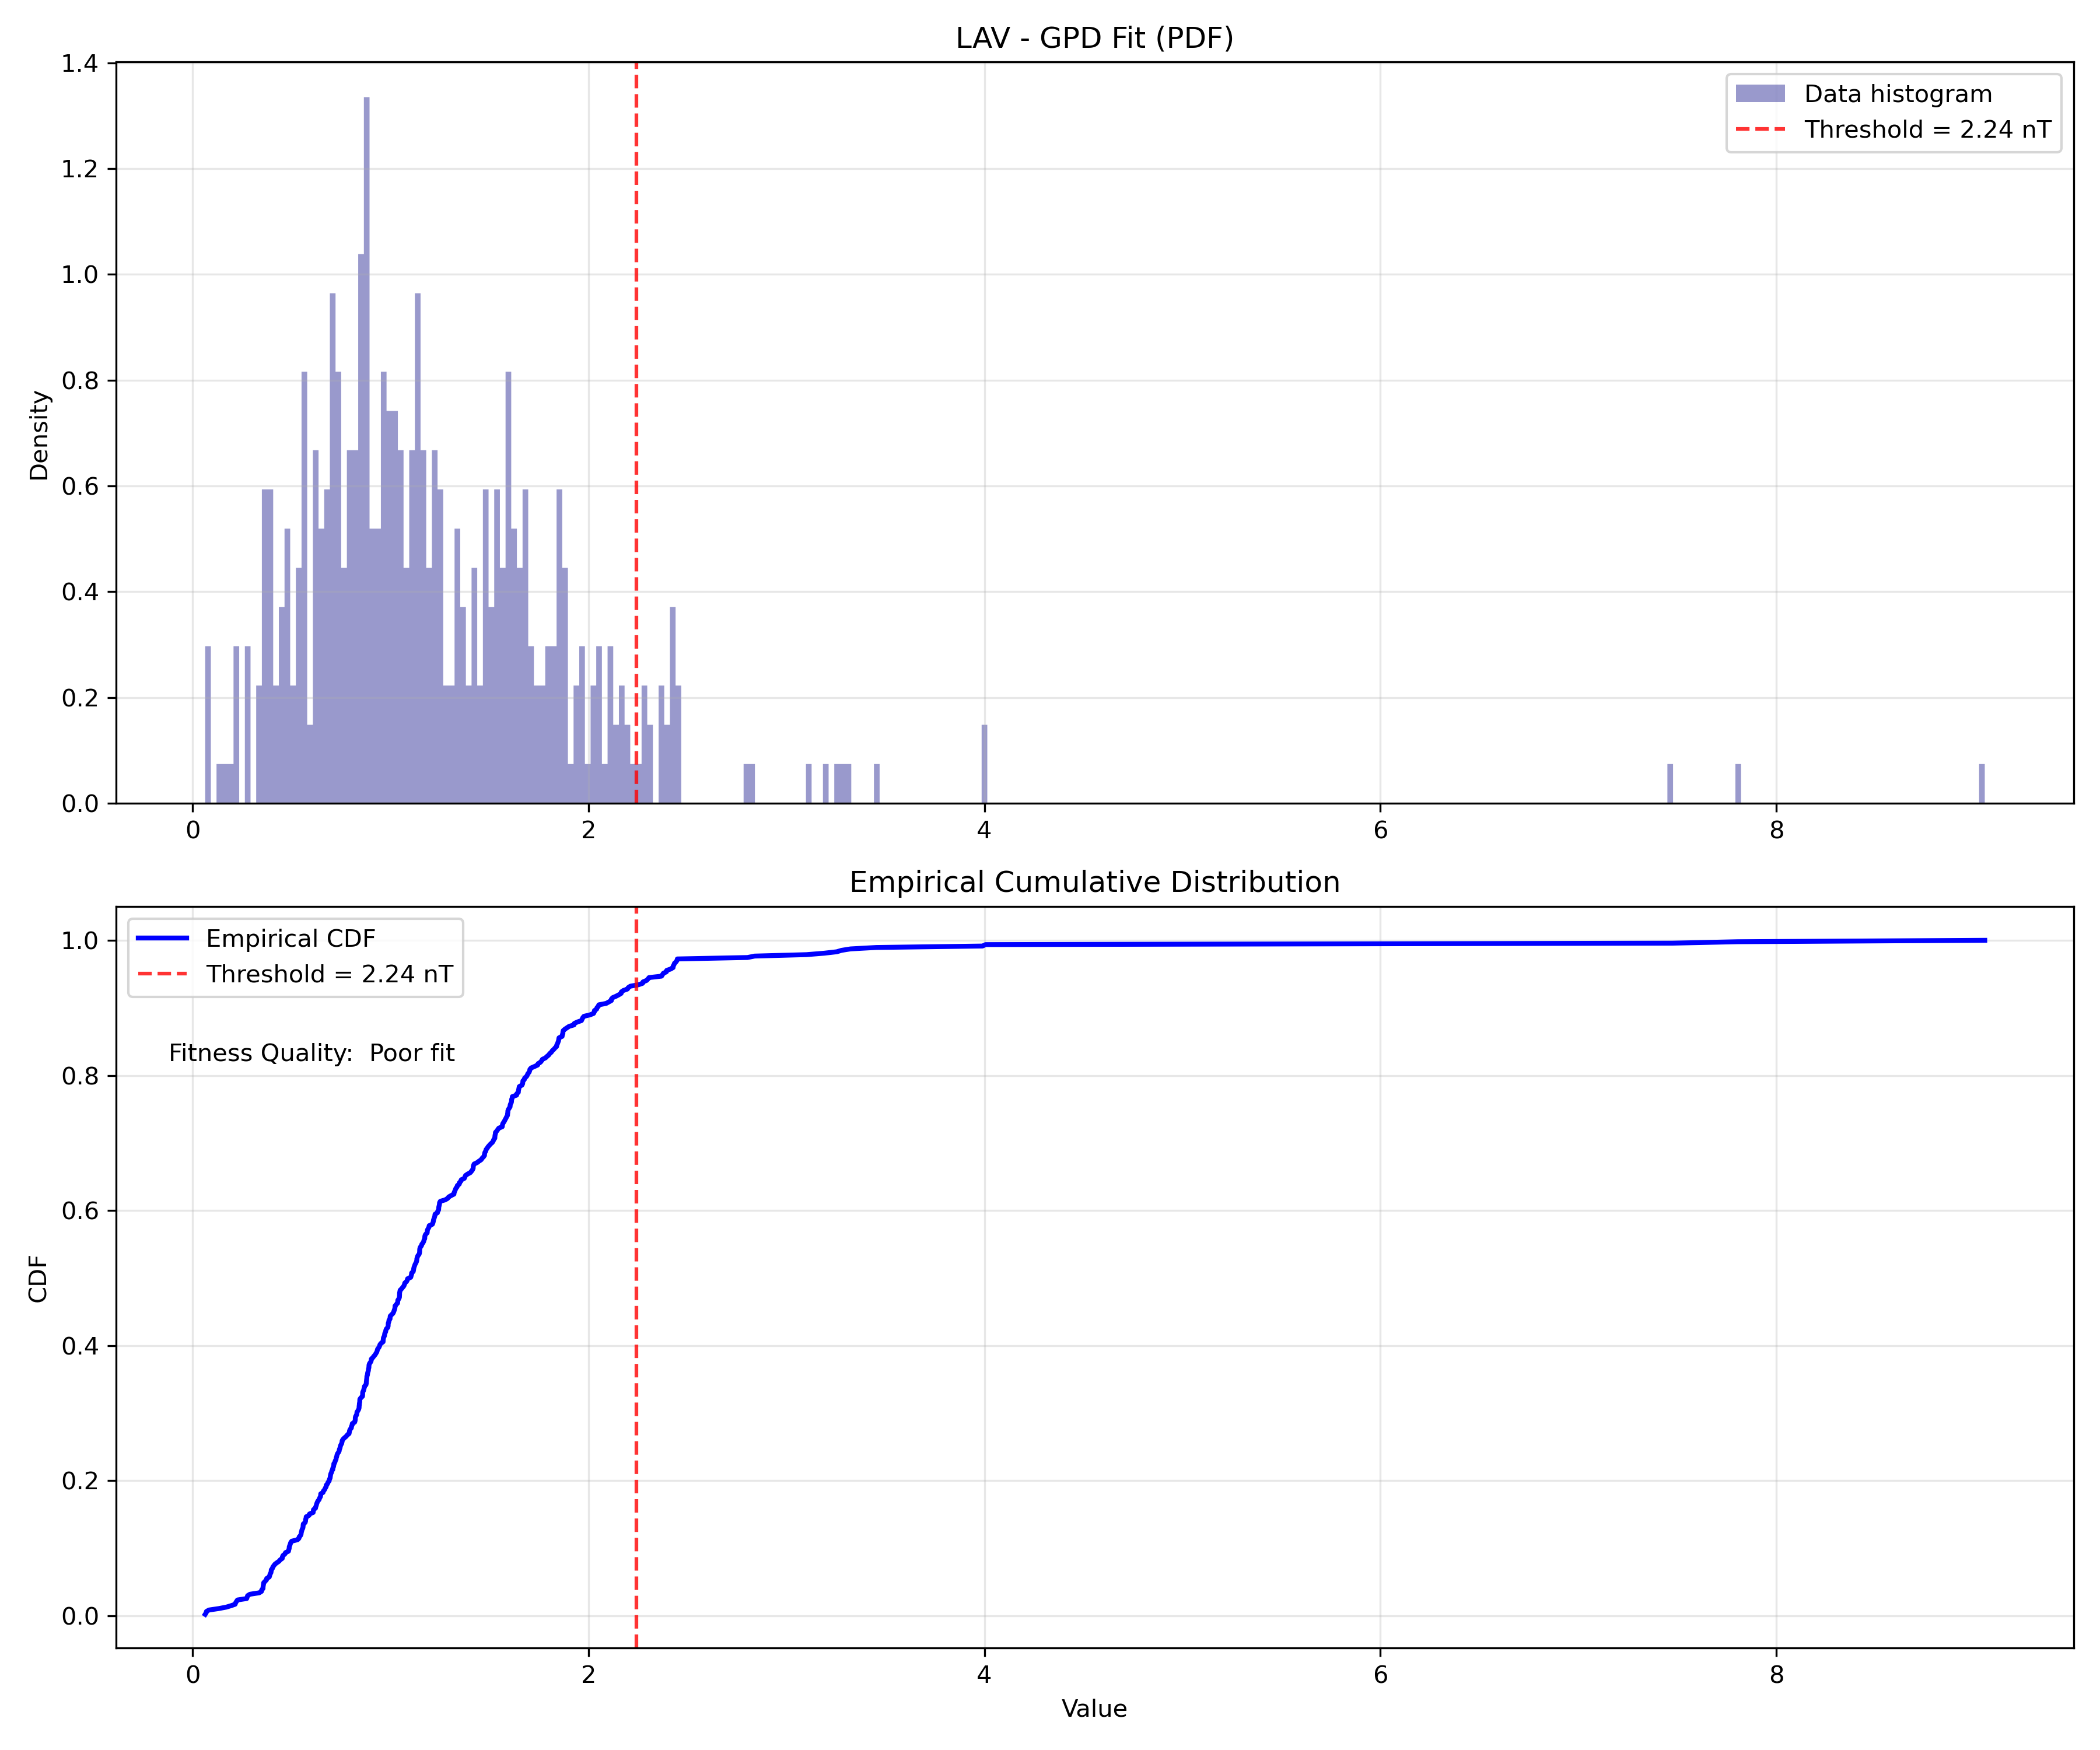 LAV - GPD Fit (PDF)
1.4
1.2
1.0
0.8
0.6
0.4
0.2
0.0
Density
Data histogram
Threshold = 2.24 nT
0 2 4 6 8
Empirical Cumulative Distribution
1.0
0.8
0.6
0.4
0.2
0.0
CDF
Empirical CDF
Threshold = 2.24 nT
Fitness Quality:  Poor fit
0 2 4 6 8
Value